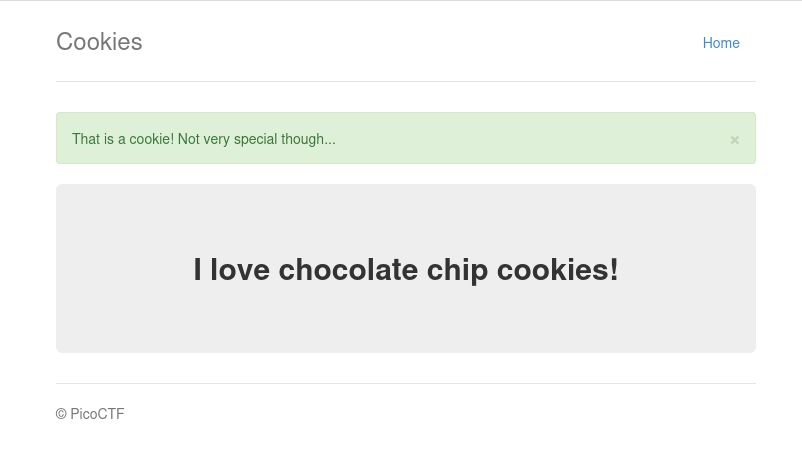 Cookies
Home
That is a cookie! Not very special though...
×
I love chocolate chip cookies!
© PicoCTF